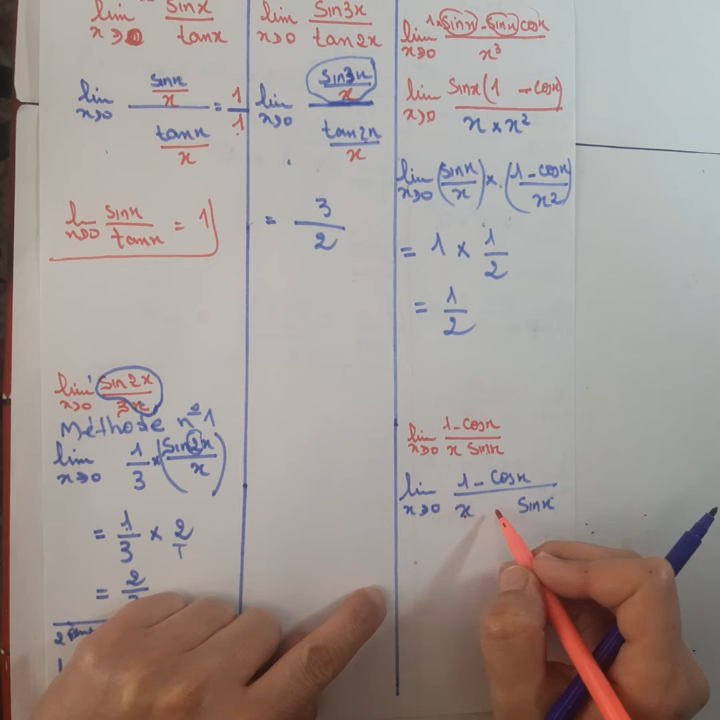 lim x→0 sinx/tanx
lim x→0 (sinx/x)/(tanx/x) = 1/1
lim x→0 sinx/tanx = 1
lim x→0 sin2x/3x
Méthode n°1
lim x→0 1/3 × (sin2x/x)
= 1/3 × 2/1
= 2/
lim x→0 sin3x/tan2x
lim x→0 (sin3x/x)/(tan2x/x)
= 3/2
lim x→0 (1×sinx - sinx cosx)/x³
lim x→0 sinx(1 - cosx)/(x × x²)
lim x→0 (sinx/x) × (1 - cosx/x²)
= 1 × 1/2
= 1/2
lim x→0 (1 - cosx)/(x sinx)
lim x→0 (1 - cosx)/(x sinx)